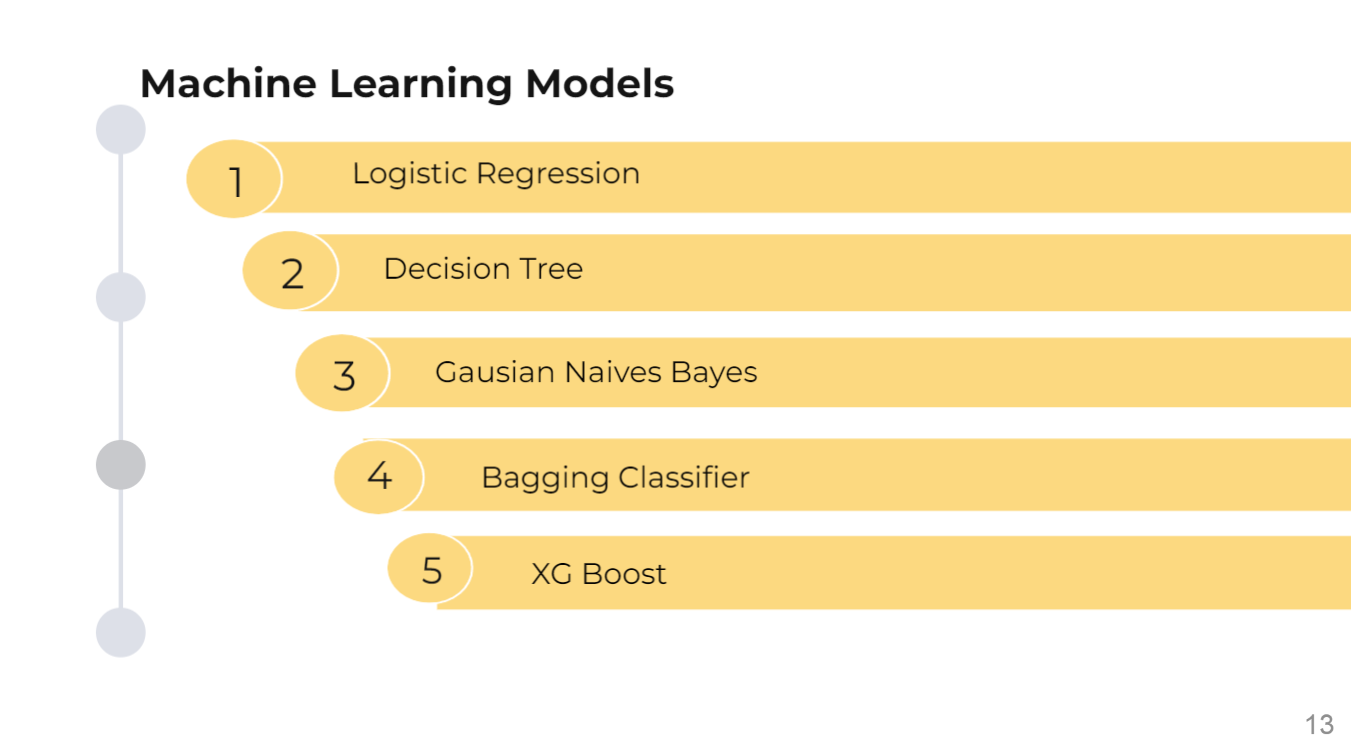 Machine Learning Models
1
Logistic Regression
2
Decision Tree
3
Gausian Naives Bayes
4
Bagging Classifier
5
XG Boost
13